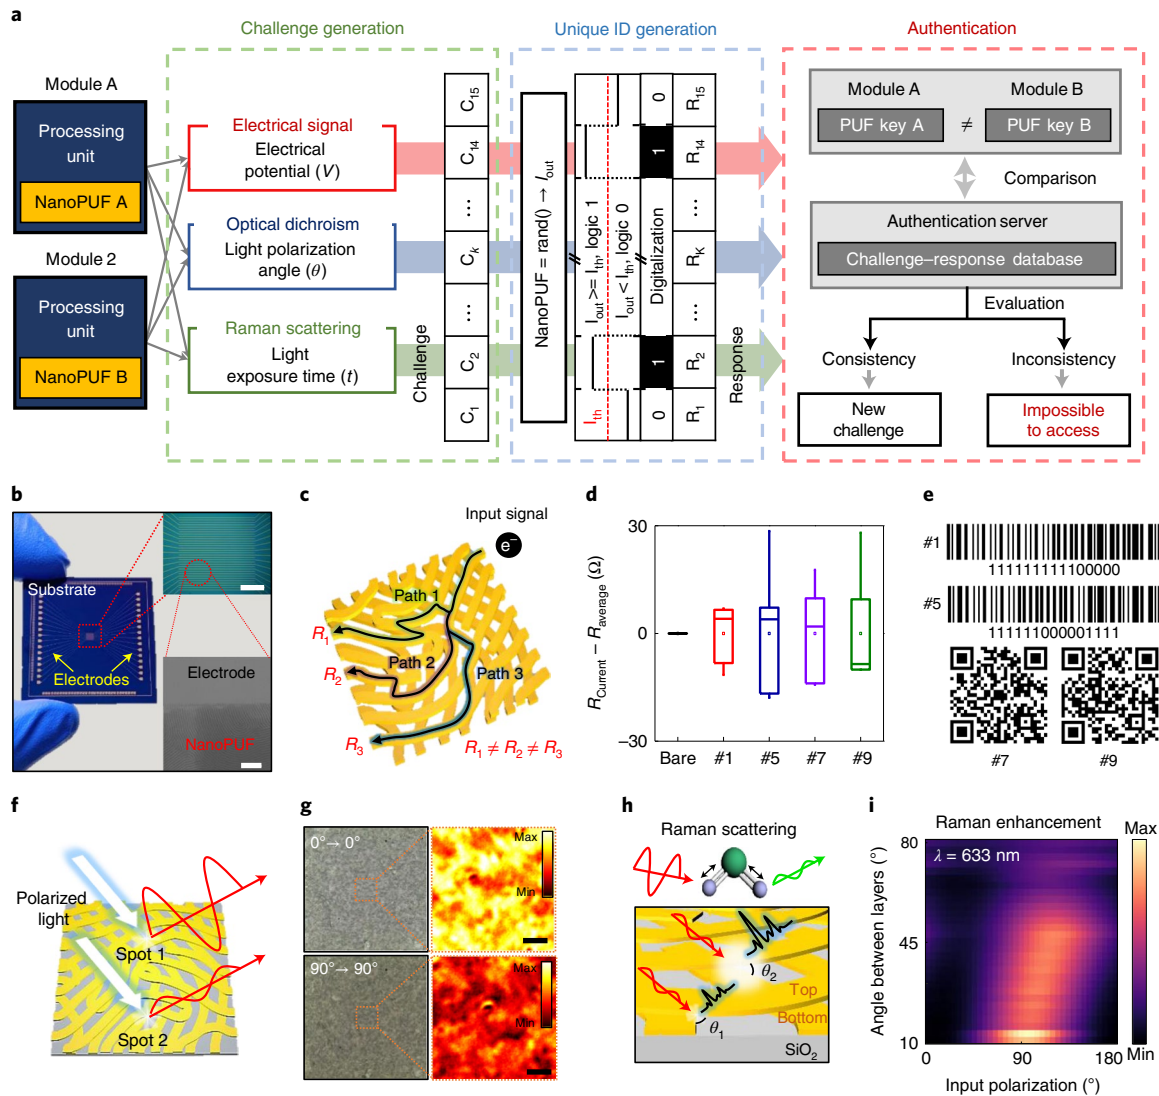 a
Challenge generation
Unique ID generation
Authentication
Module A
Processing
unit
NanoPUF A
Module 2
Processing
unit
NanoPUF B
Electrical signal
Electrical
potential (V)
Optical dichroism
Light polarization
angle (θ)
Raman scattering
Light
exposure time (t)
Challenge
C15
C14
...
Ck
...
C2
C1
NanoPUF = rand() → Iout
Iout >= Ith, logic 1
Iout < Ith, logic 0
Ith
0
1
Digitalization
1
0
R15
R14
...
RK
...
R2
R1
Response
Module A
Module B
PUF key A
≠
PUF key B
Comparison
Authentication server
Challenge–response database
Evaluation
Consistency
Inconsistency
New
challenge
Impossible
to access
b
Substrate
Electrodes
Electrode
NanoPUF
c
Input signal
e−
Path 1
Path 2
Path 3
R1
R2
R3
R1 ≠ R2 ≠ R3
d
RCurrent − Raverage (Ω)
30
0
−30
Bare
#1
#5
#7
#9
e
#1
111111111100000
#5
111111000001111
#7
#9
f
Polarized
light
Spot 1
Spot 2
g
0°→ 0°
Max
Min
90°→ 90°
Max
Min
h
Raman scattering
θ2
Top
Bottom
θ1
SiO2
i
Raman enhancement
Max
λ = 633 nm
Angle between layers (°)
80
45
10
0
90
180
Min
Input polarization (°)